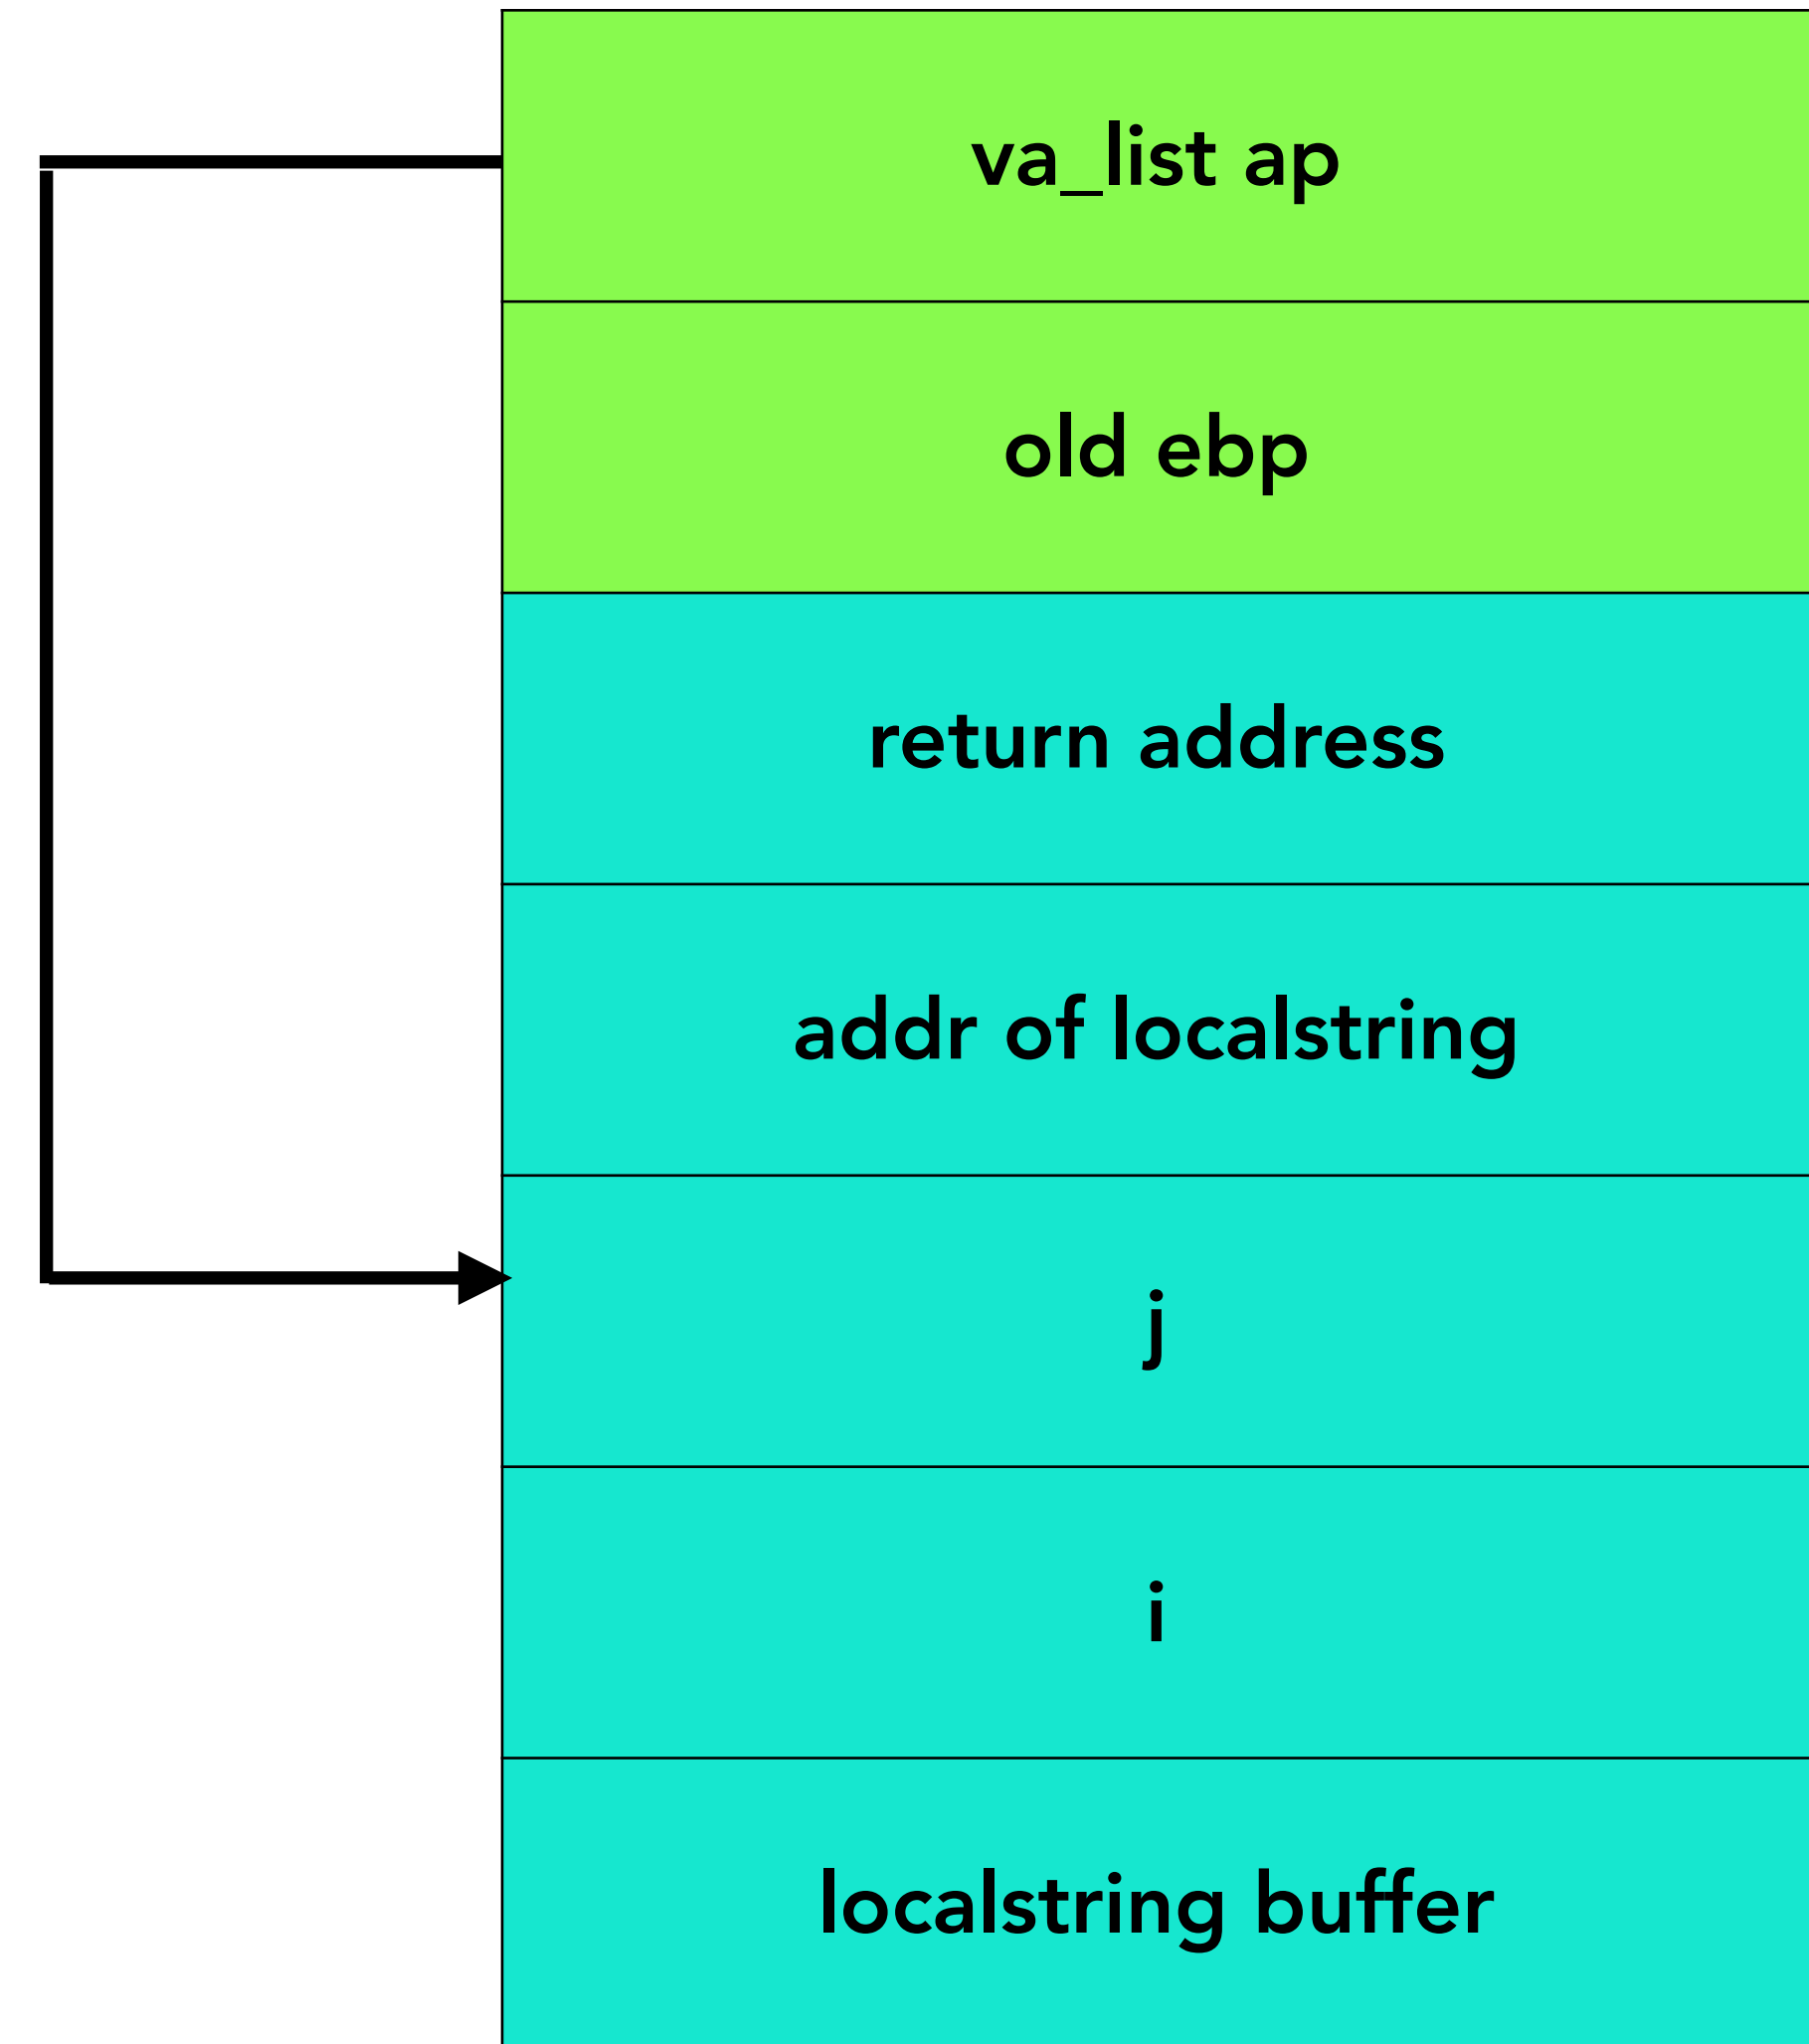 va_list ap
old ebp
return address
addr of localstring
j
i
localstring buffer